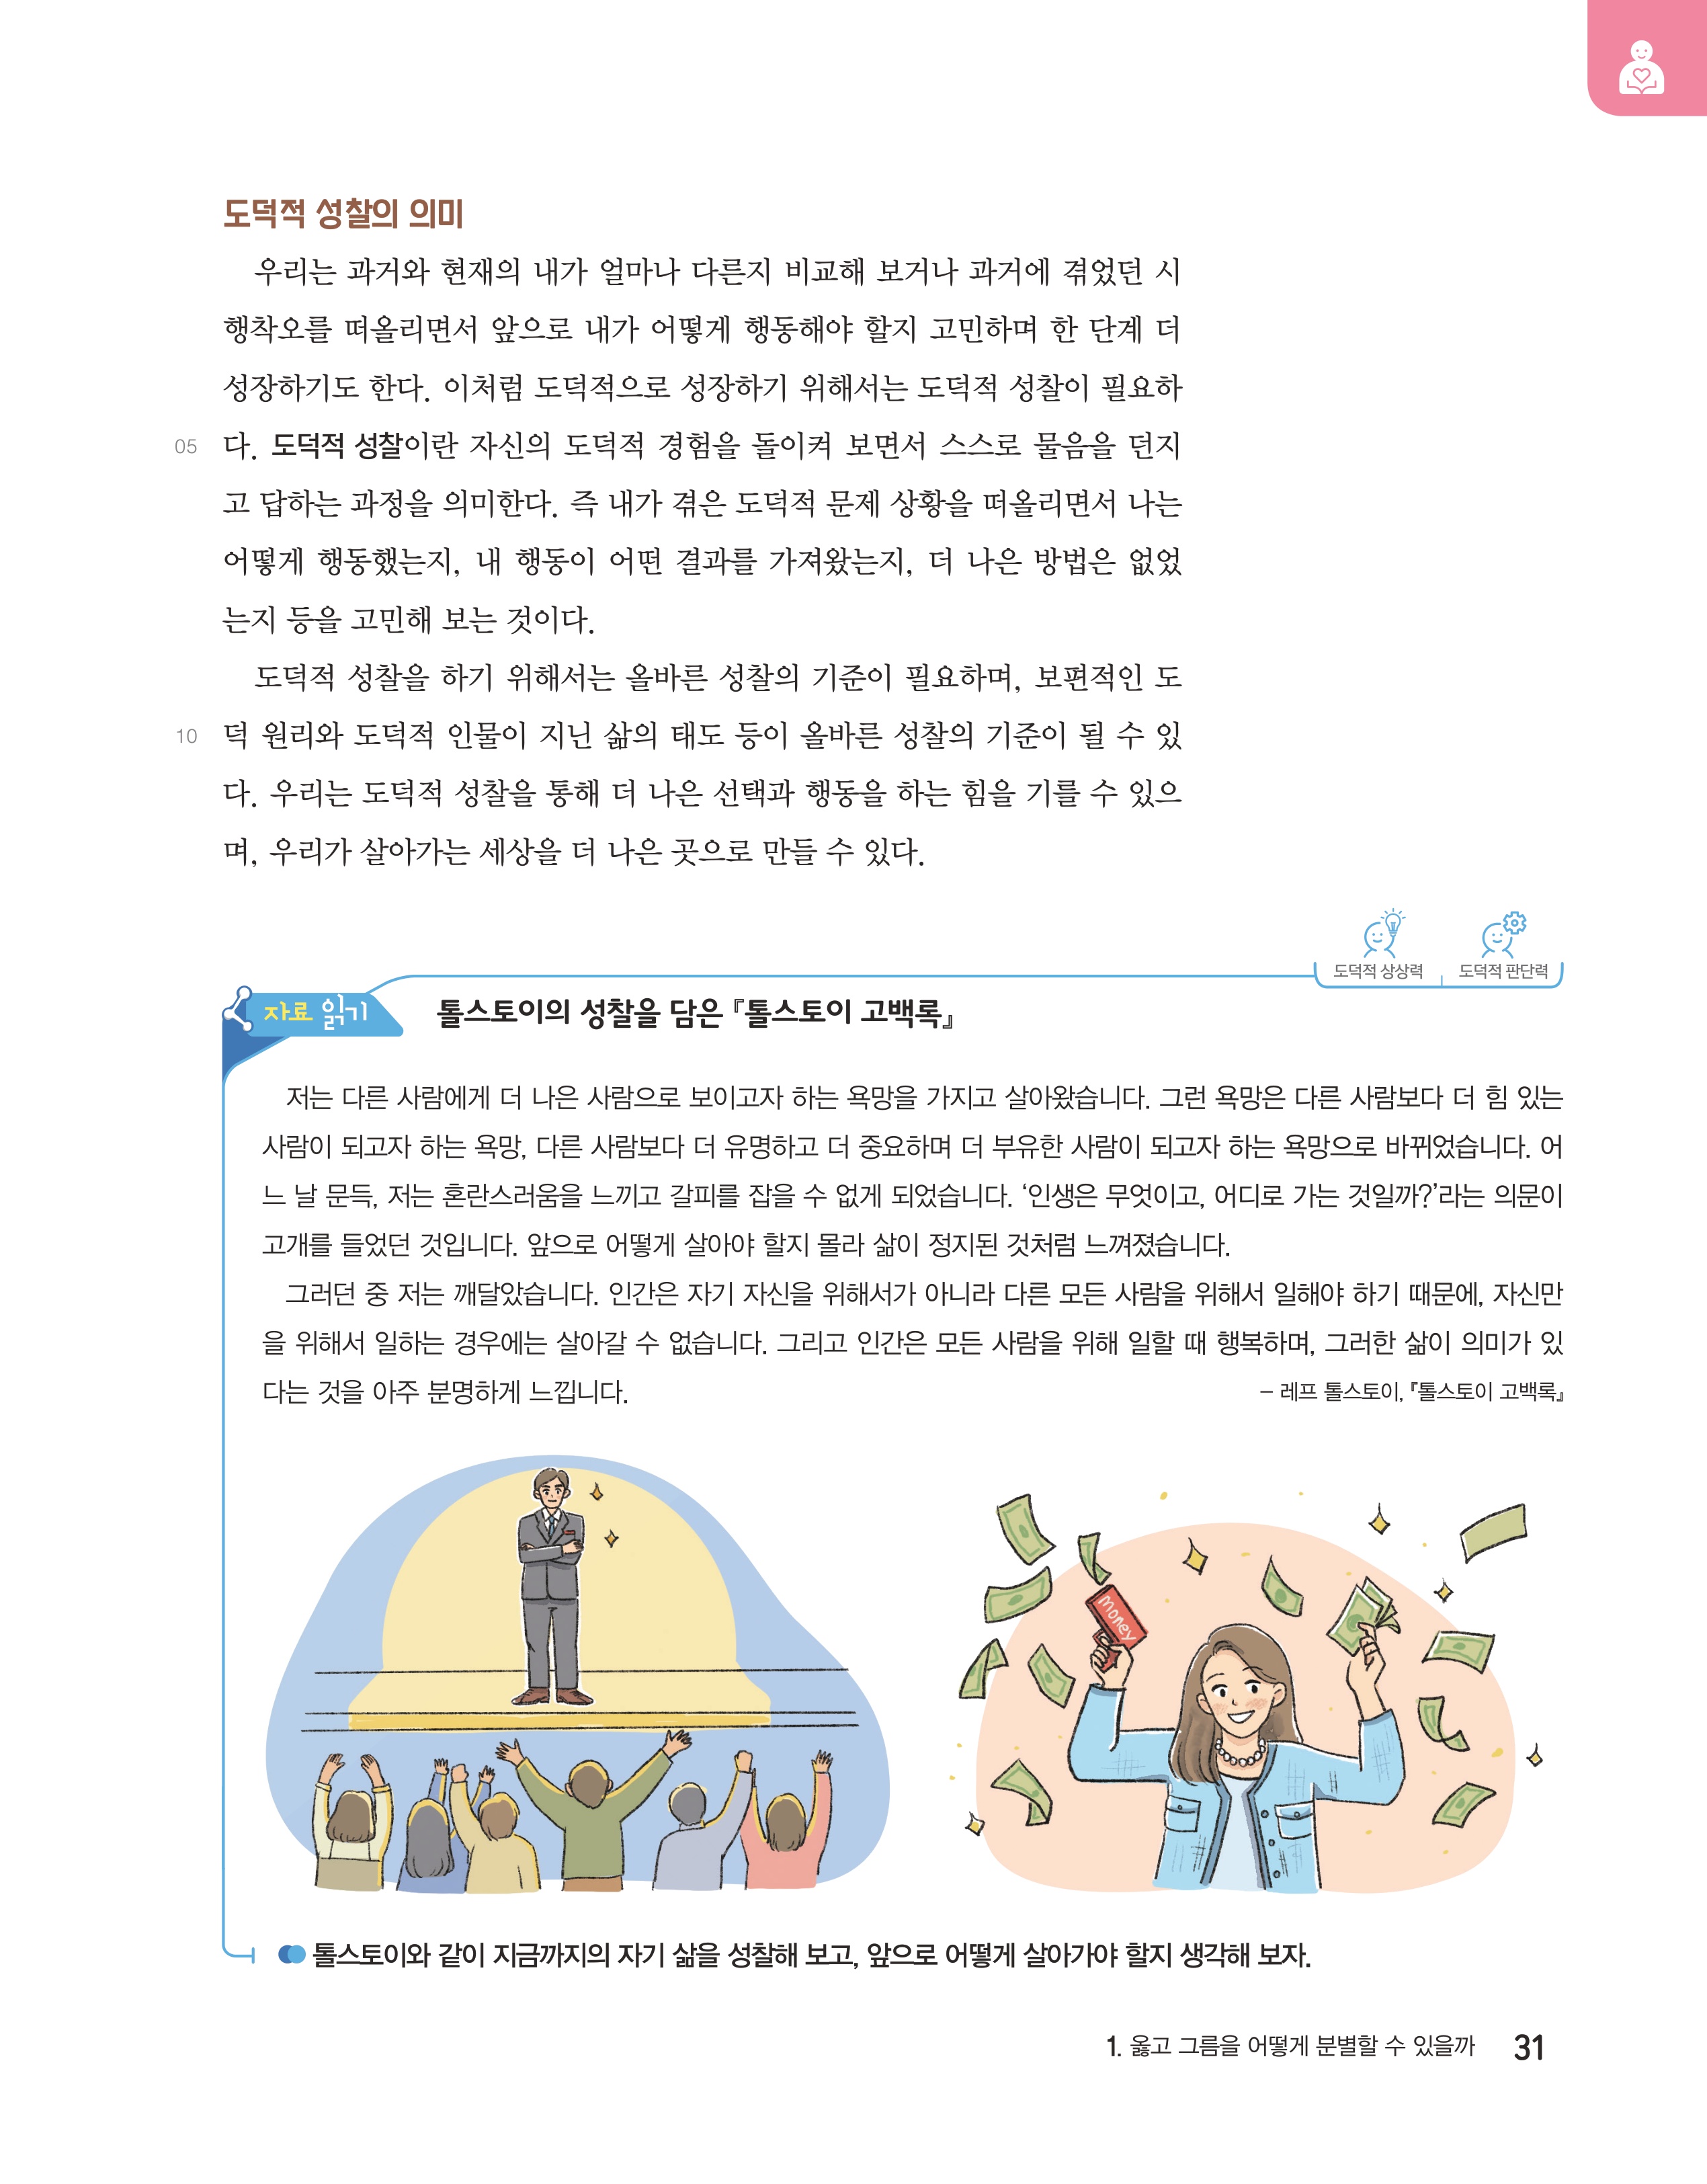 도덕적 성찰의 의미
우리는 과거와 현재의 내가 얼마나 다른지 비교해 보거나 과거에 겪었던 시
행착오를 떠올리면서 앞으로 내가 어떻게 행동해야 할지 고민하며 한 단계 더
성장하기도 한다. 이처럼 도덕적으로 성장하기 위해서는 도덕적 성찰이 필요하
05 다. 도덕적 성찰이란 자신의 도덕적 경험을 돌이켜 보면서 스스로 물음을 던지
고 답하는 과정을 의미한다. 즉 내가 겪은 도덕적 문제 상황을 떠올리면서 나는
어떻게 행동했는지, 내 행동이 어떤 결과를 가져왔는지, 더 나은 방법은 없었
는지 등을 고민해 보는 것이다.
도덕적 성찰을 하기 위해서는 올바른 성찰의 기준이 필요하며, 보편적인 도
10 덕 원리와 도덕적 인물이 지닌 삶의 태도 등이 올바른 성찰의 기준이 될 수 있
다. 우리는 도덕적 성찰을 통해 더 나은 선택과 행동을 하는 힘을 기를 수 있으
며, 우리가 살아가는 세상을 더 나은 곳으로 만들 수 있다.
도덕적 상상력 도덕적 판단력
자료 읽기 톨스토이의 성찰을 담은 『톨스토이 고백록』
저는 다른 사람에게 더 나은 사람으로 보이고자 하는 욕망을 가지고 살아왔습니다. 그런 욕망은 다른 사람보다 더 힘 있는
사람이 되고자 하는 욕망, 다른 사람보다 더 유명하고 더 중요하며 더 부유한 사람이 되고자 하는 욕망으로 바뀌었습니다. 어
느 날 문득, 저는 혼란스러움을 느끼고 갈피를 잡을 수 없게 되었습니다. ‘인생은 무엇이고, 어디로 가는 것일까?’라는 의문이
고개를 들었던 것입니다. 앞으로 어떻게 살아야 할지 몰라 삶이 정지된 것처럼 느껴졌습니다.
그러던 중 저는 깨달았습니다. 인간은 자기 자신을 위해서가 아니라 다른 모든 사람을 위해서 일해야 하기 때문에, 자신만
을 위해서 일하는 경우에는 살아갈 수 없습니다. 그리고 인간은 모든 사람을 위해 일할 때 행복하며, 그러한 삶이 의미가 있
다는 것을 아주 분명하게 느낍니다. – 레프 톨스토이, 『톨스토이 고백록』
money
톨스토이와 같이 지금까지의 자기 삶을 성찰해 보고, 앞으로 어떻게 살아가야 할지 생각해 보자.
1. 옳고 그름을 어떻게 분별할 수 있을까 31